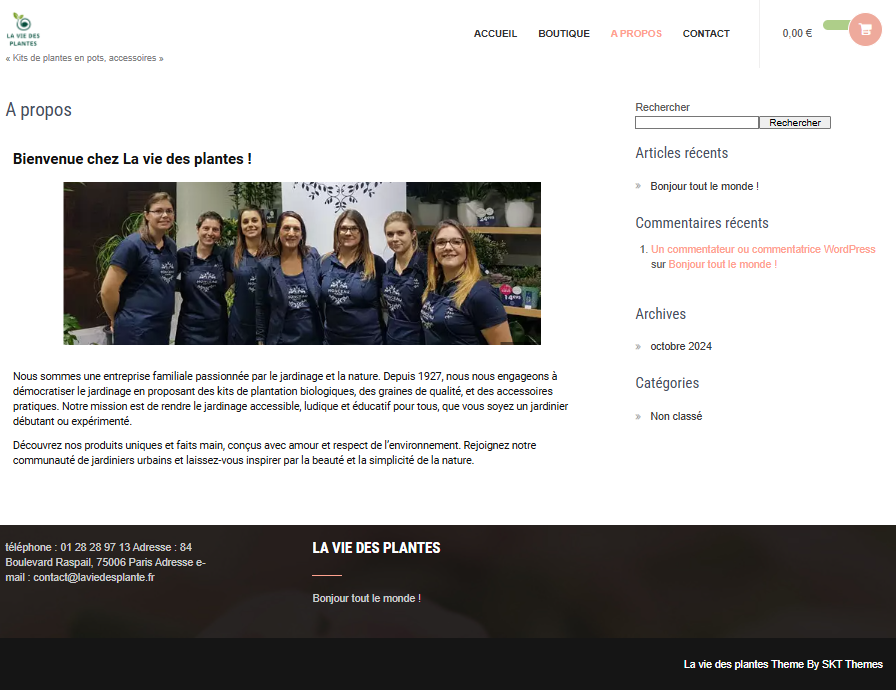 LA VIE DES
PLANTES
« Kits de plantes en pots, accessoires »
ACCUEIL BOUTIQUE A PROPOS CONTACT
0,00 €
A propos
Bienvenue chez La vie des plantes !
MONCEAU
Nous sommes une entreprise familiale passionnée par le jardinage et la nature. Depuis 1927, nous nous engageons à
démocratiser le jardinage en proposant des kits de plantation biologiques, des graines de qualité, et des accessoires
pratiques. Notre mission est de rendre le jardinage accessible, ludique et éducatif pour tous, que vous soyez un jardinier
débutant ou expérimenté.
Découvrez nos produits uniques et faits main, conçus avec amour et respect de l'environnement. Rejoignez notre
communauté de jardiniers urbains et laissez-vous inspirer par la beauté et la simplicité de la nature.
Rechercher
Rechercher
Articles récents
» Bonjour tout le monde !
Commentaires récents
1. Un commentateur ou commentatrice WordPress
sur Bonjour tout le monde !
Archives
» octobre 2024
Catégories
» Non classé
téléphone : 01 28 28 97 13 Adresse : 84
Boulevard Raspail, 75006 Paris Adresse e-
mail : contact@laviedesplante.fr
LA VIE DES PLANTES
Bonjour tout le monde !
La vie des plantes Theme By SKT Themes